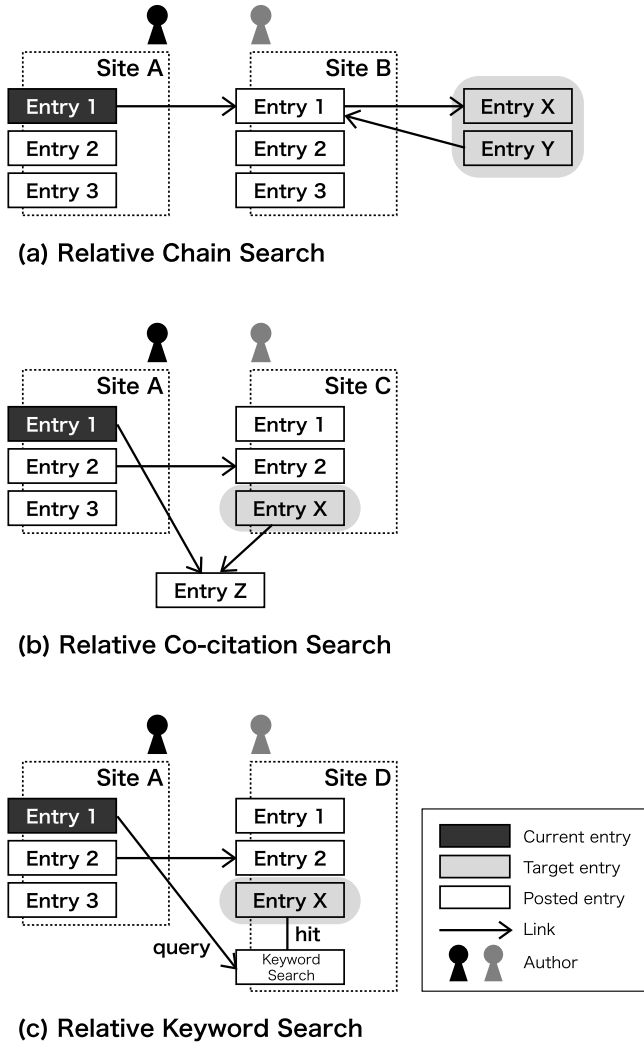 Site A
Site B
Entry 1
Entry 1
Entry X
Entry 2
Entry 2
Entry Y
Entry 3
Entry 3
(a) Relative Chain Search
Site A
Site C
Entry 1
Entry 1
Entry 2
Entry 2
Entry 3
Entry X
Entry Z
(b) Relative Co-citation Search
Site A
Site D
Entry 1
Entry 1
Entry 2
Entry 2
Entry 3
Entry X
query
hit
Keyword
Search
Current entry
Target entry
Posted entry
Link
Author
(c) Relative Keyword Search